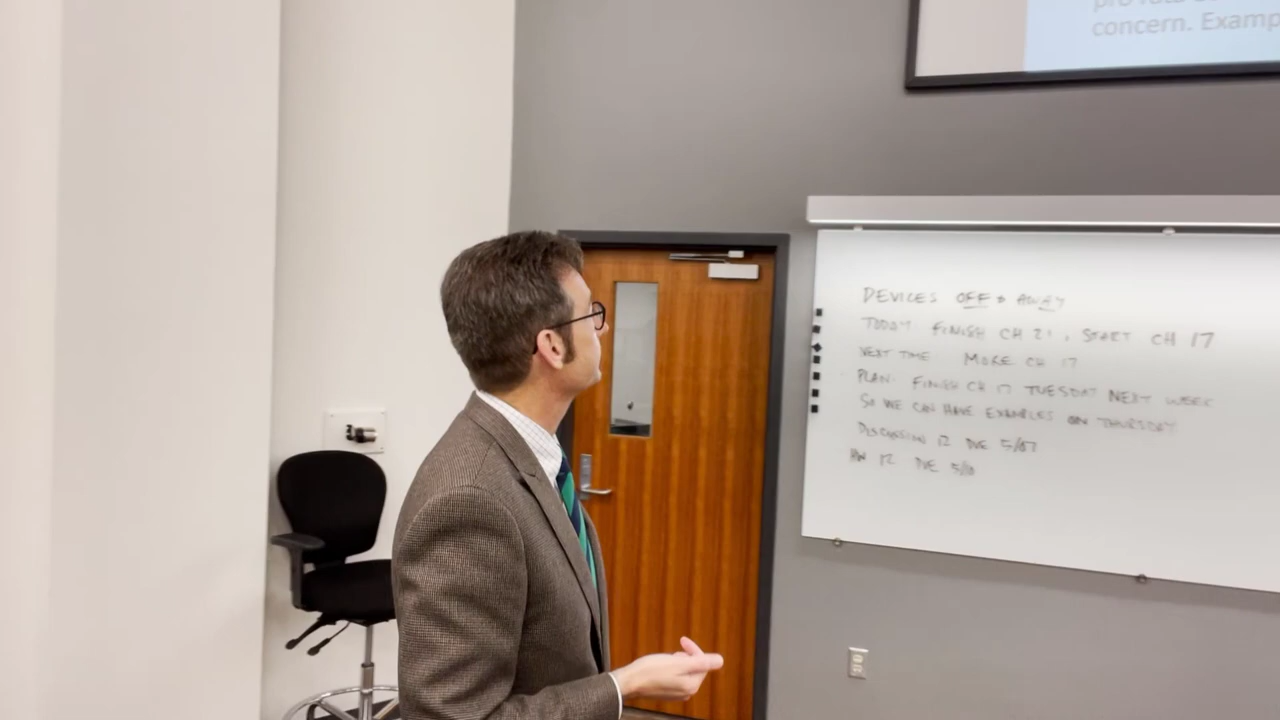 concern. Examp
DEVICES OFF & AWAY
TODAY: FINISH CH 21, START CH 17
NEXT TIME MORE CH 17
PLAN: FINISH CH 17 TUESDAY NEXT WEEK
SO WE CAN HAVE EXAMPLES ON THURSDAY
DISCUSSION 12 DUE 5/07
HW 12 DUE 5/10